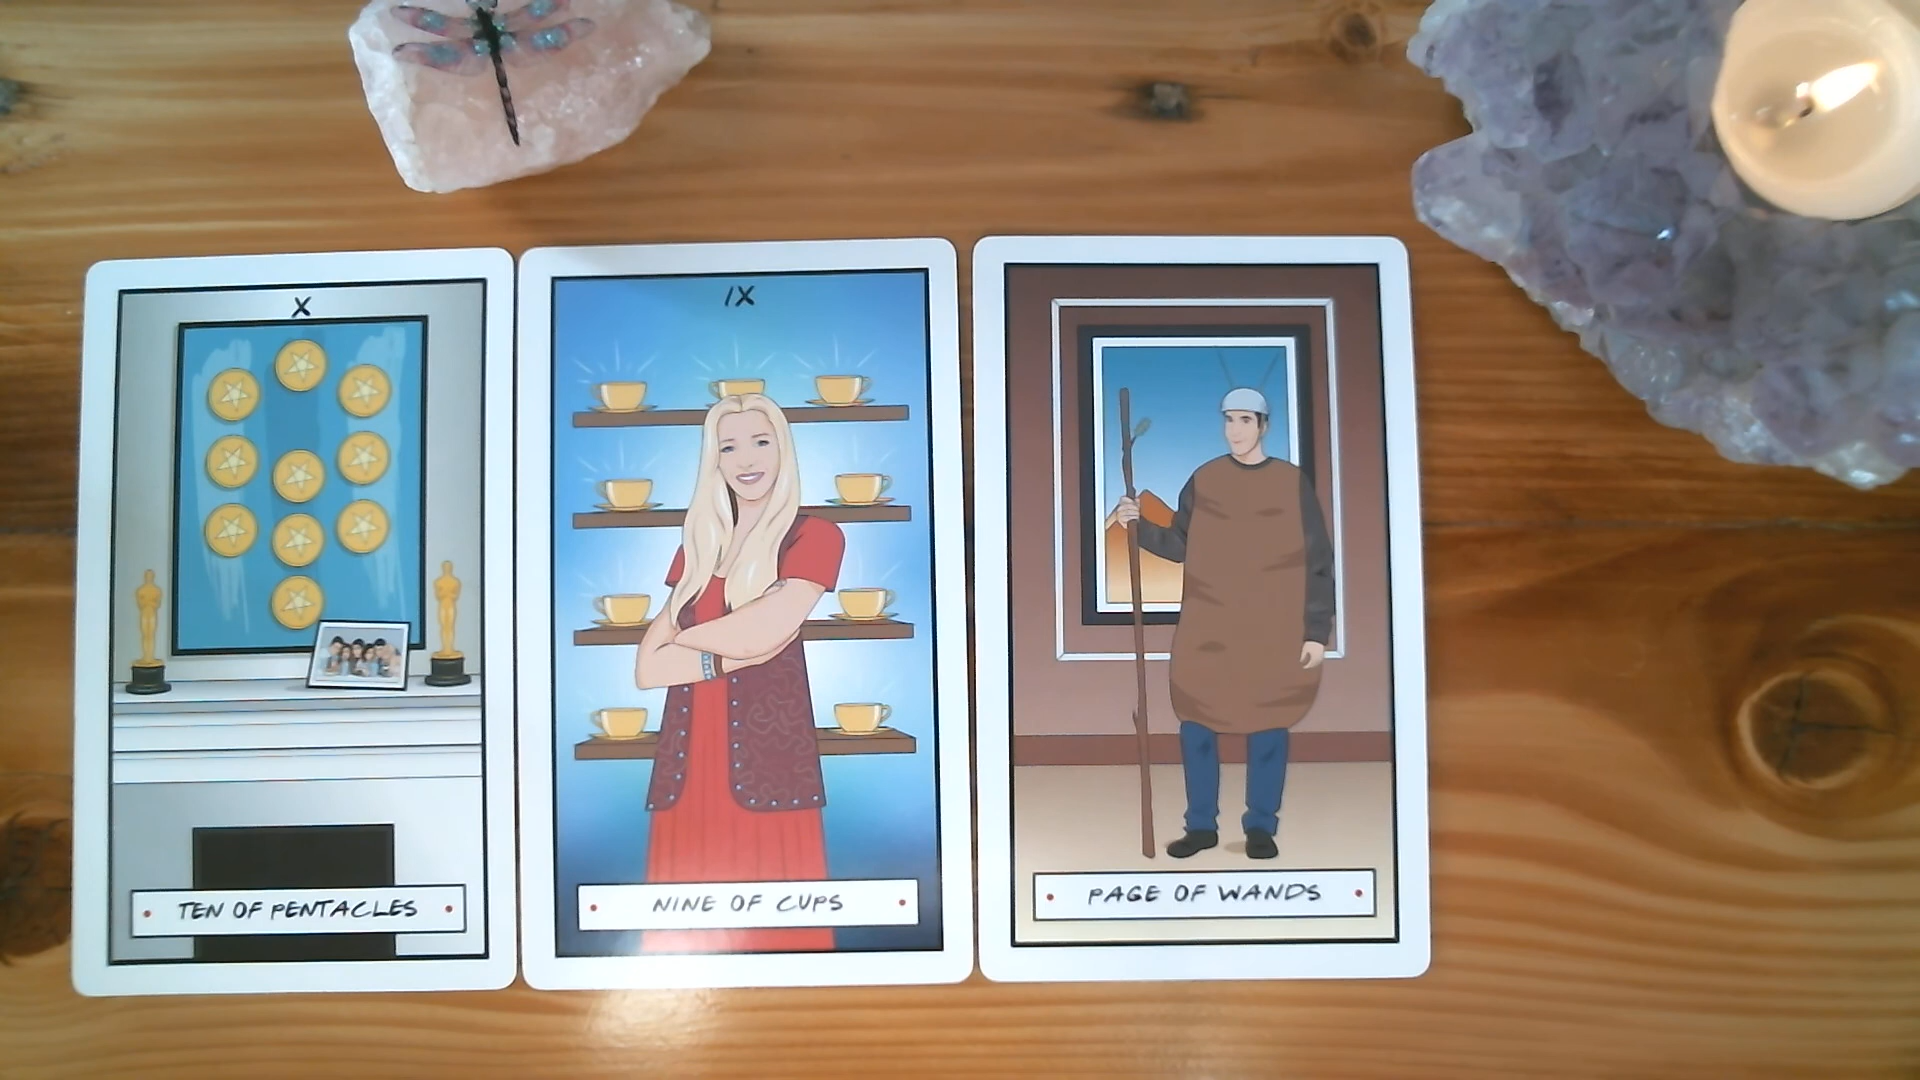 X
TEN OF PENTACLES
IX
NINE OF CUPS
PAGE OF WANDS